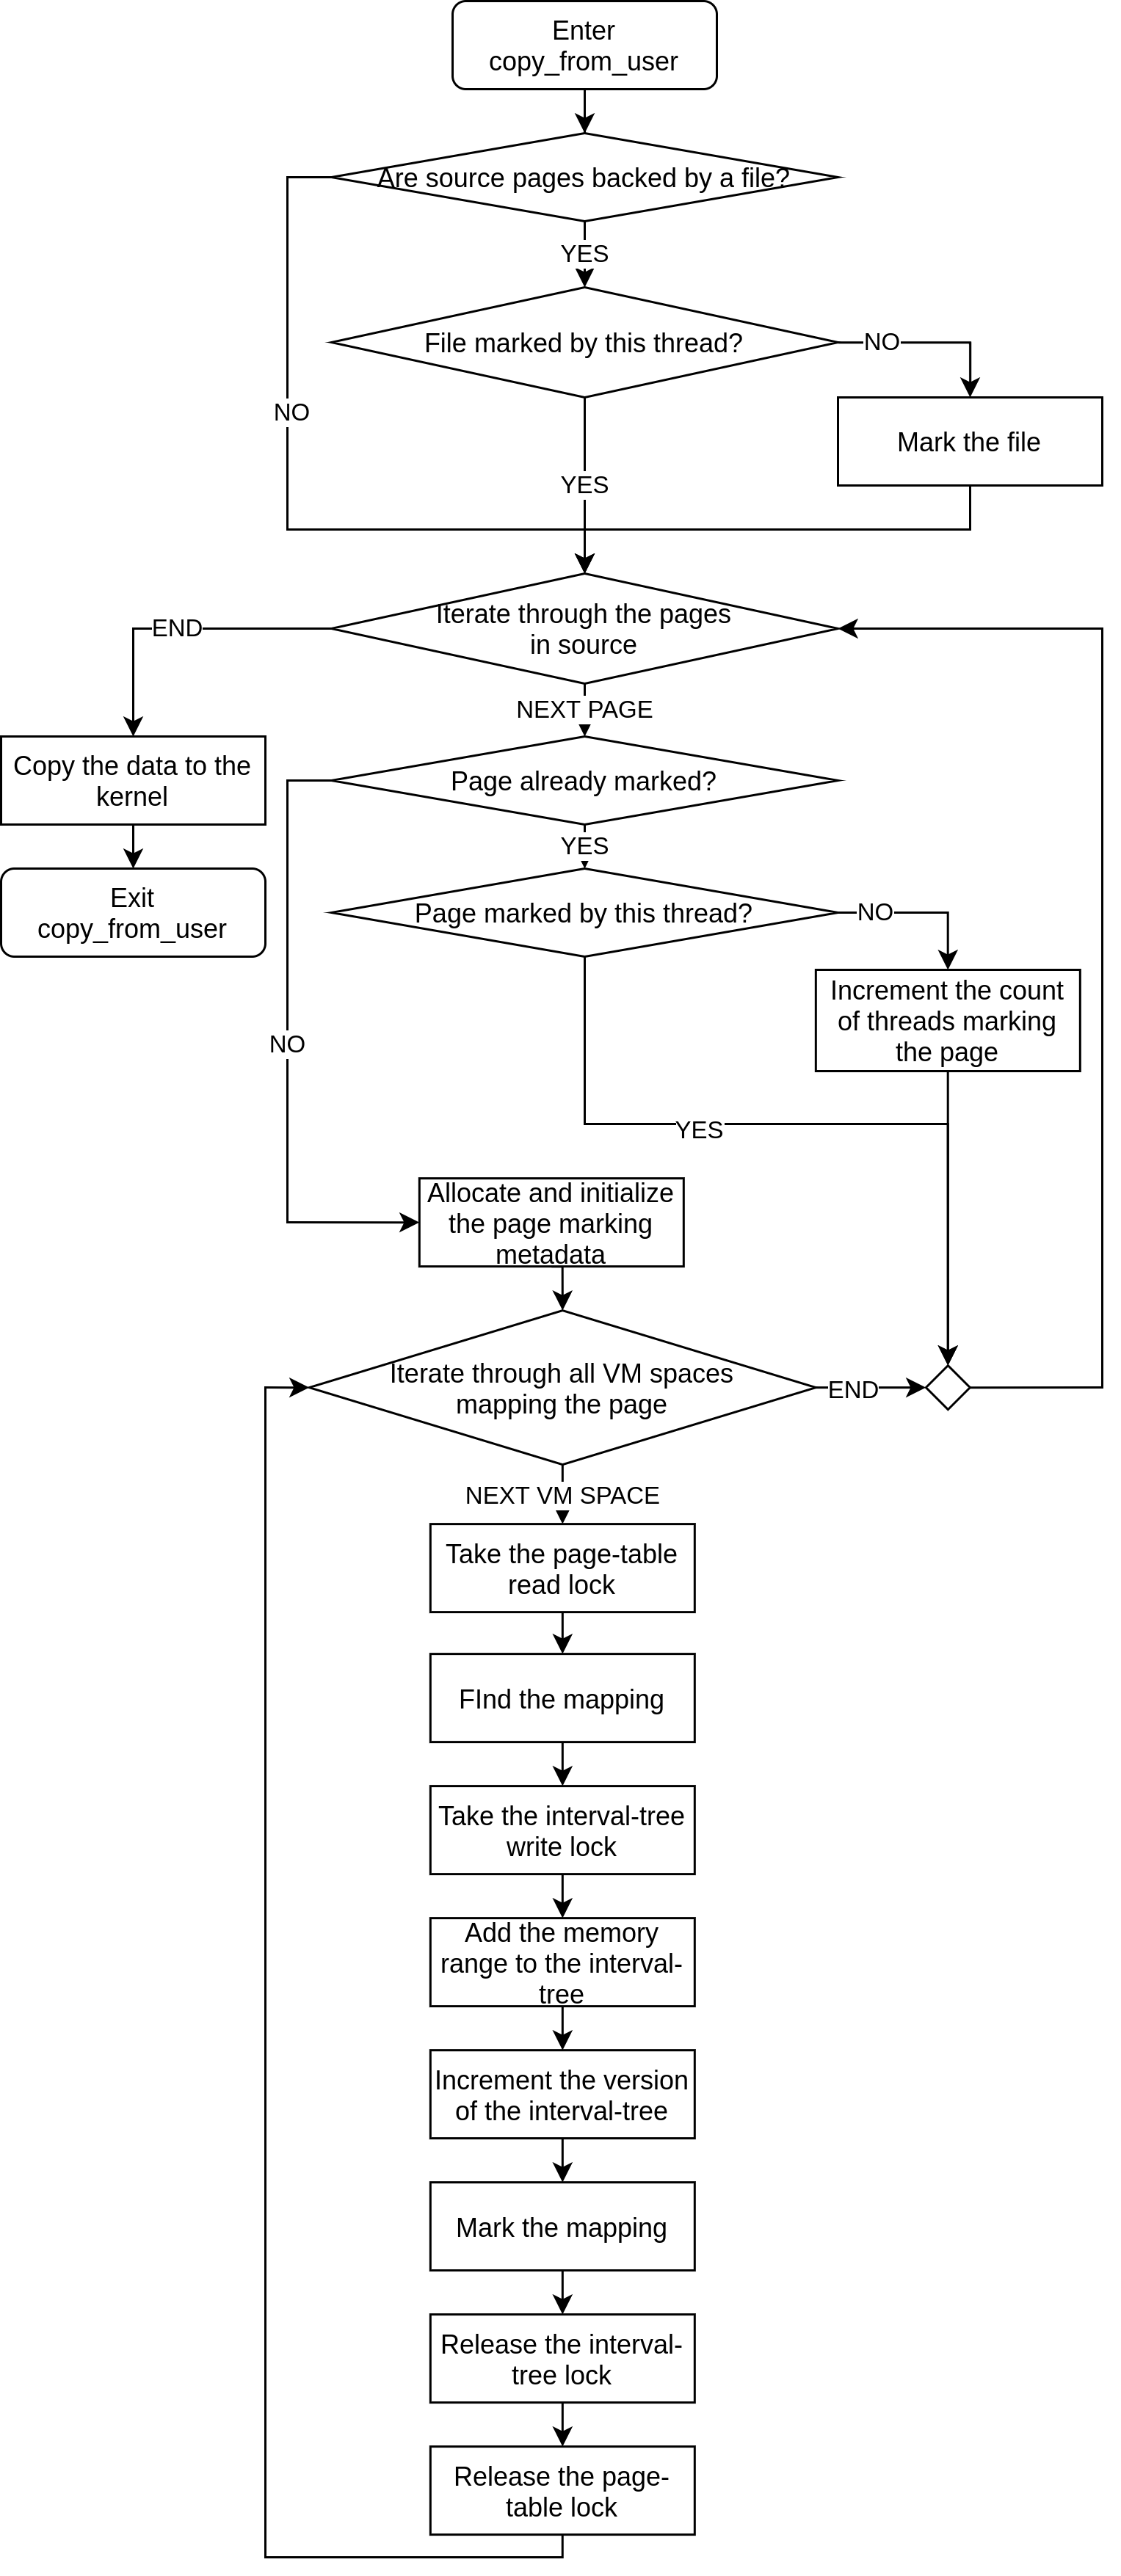 Enter
copy_from_user
Are source pages backed by a file?
YES
File marked by this thread?
NO
NO
Mark the file
YES
Iterate through the pages
in source
END
NEXT PAGE
Copy the data to the
kernel
Page already marked?
YES
Exit
copy_from_user
Page marked by this thread?
NO
Increment the count
of threads marking
the page
NO
YES
Allocate and initialize
the page marking
metadata
Iterate through all VM spaces
mapping the page
END
NEXT VM SPACE
Take the page-table
read lock
FInd the mapping
Take the interval-tree
write lock
Add the memory
range to the interval-
tree
Increment the version
of the interval-tree
Mark the mapping
Release the interval-
tree lock
Release the page-
table lock